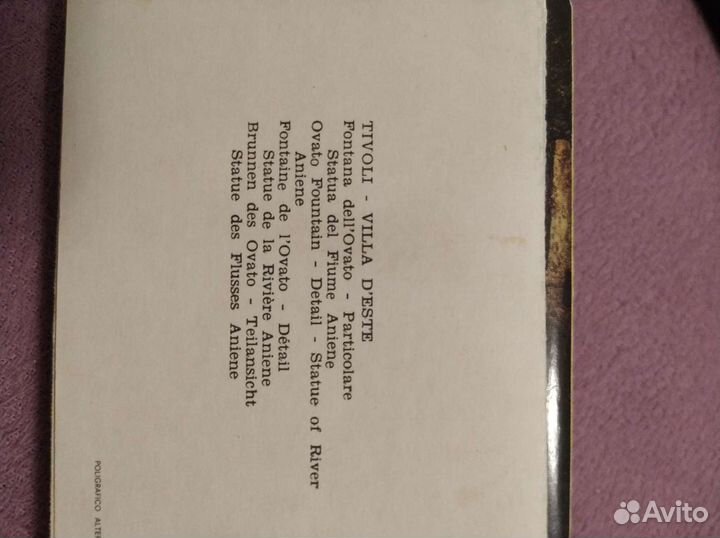 TIVOLI - VILLA D'ESTE
Fontana dell'Ovato - Particolare
Statua del Fiume Aniene
Ovato Fountain - Detail - Statue of River
Aniene
Fontaine de l'Ovato - Détail
Statue de la Rivière Aniene
Brunnen des Ovato - Teilansicht
Statue des Flusses Aniene
POLIGRAFICO
Avito